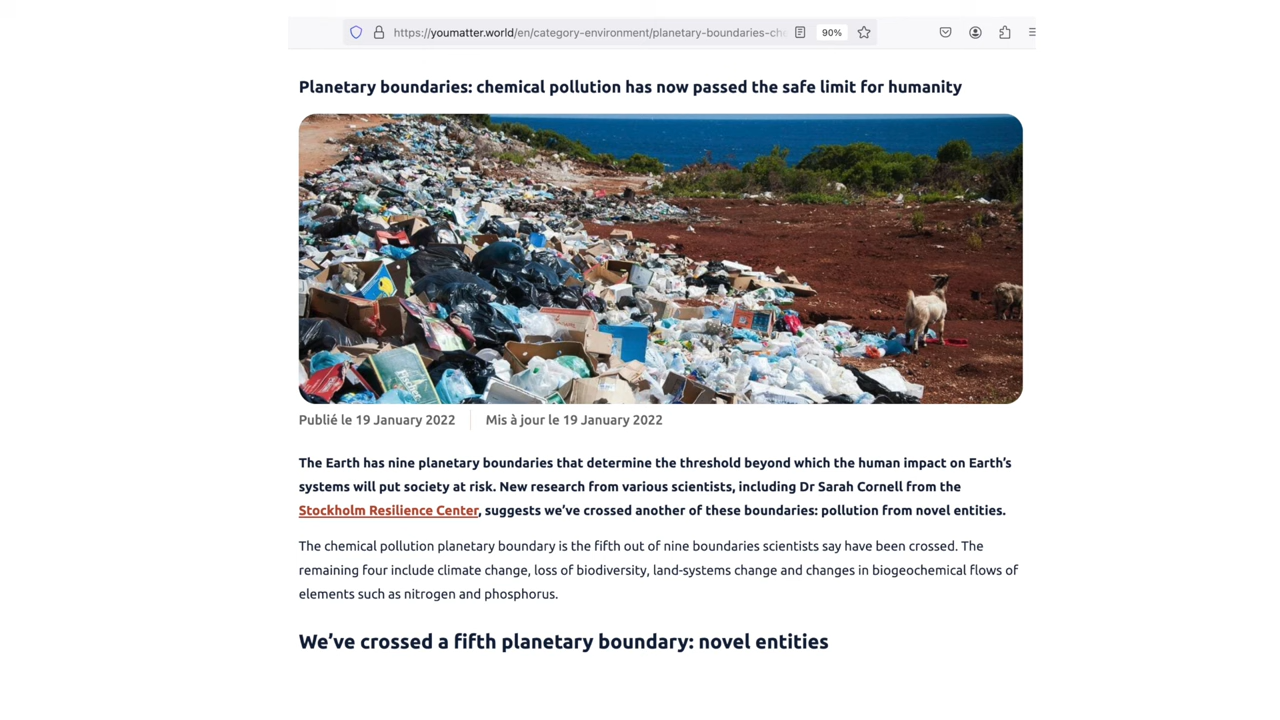 https://youmatter.world/en/category-environment/planetary-boundaries-che
90%
Planetary boundaries: chemical pollution has now passed the safe limit for humanity
Publié le 19 January 2022
Mis à jour le 19 January 2022
The Earth has nine planetary boundaries that determine the threshold beyond which the human impact on Earth’s
systems will put society at risk. New research from various scientists, including Dr Sarah Cornell from the
Stockholm Resilience Center, suggests we’ve crossed another of these boundaries: pollution from novel entities.
The chemical pollution planetary boundary is the fifth out of nine boundaries scientists say have been crossed. The
remaining four include climate change, loss of biodiversity, land-systems change and changes in biogeochemical flows of
elements such as nitrogen and phosphorus.
We’ve crossed a fifth planetary boundary: novel entities